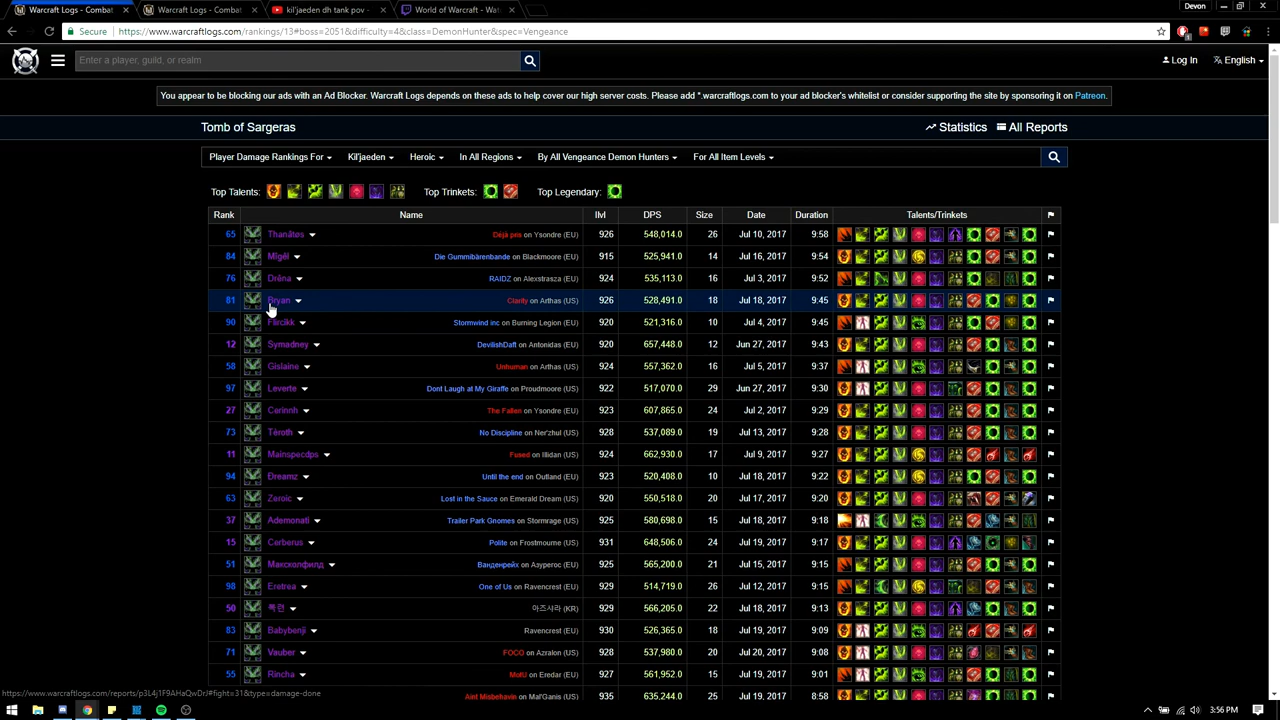 Warcraft Logs - Combat
Warcraft Logs - Combat
kil'jaeden dh tank pov -
World of Warcraft - Wat
Devon
Secure
https://www.warcraftlogs.com/rankings/13#boss=2051&difficulty=4&class=DemonHunter&spec=Vengeance
Enter a player, guild, or realm
Log In
English
You appear to be blocking our ads with an Ad Blocker. Warcraft Logs depends on these ads to help cover our high server costs. Please add *.warcraftlogs.com to your ad blocker's whitelist or consider supporting the site by sponsoring it on Patreon.
Tomb of Sargeras
Statistics
All Reports
Player Damage Rankings For
Kil'jaeden
Heroic
In All Regions
By All Vengeance Demon Hunters
For All Item Levels
Top Talents:
Top Trinkets:
Top Legendary:
Rank Name ilvl DPS Size Date Duration Talents/Trinkets
65 Thanâtøs Déjà pris on Ysondre (EU) 926 548,014.0 26 Jul 10, 2017 9:58
84 Mïgêl Die Gummibärenbande on Blackmoore (EU) 915 525,941.0 14 Jul 16, 2017 9:54
76 Dréna RAIDZ on Alexstrasza (EU) 924 535,113.0 16 Jul 3, 2017 9:52
81 Bryan Clarity on Arthas (US) 926 528,491.0 18 Jul 18, 2017 9:45
90 Flircikk Stormwind inc on Burning Legion (EU) 920 521,316.0 10 Jul 4, 2017 9:45
12 Symadney DevilishDaft on Antonidas (EU) 920 657,448.0 12 Jun 27, 2017 9:43
58 Gislaine Unhuman on Arthas (US) 924 557,362.0 16 Jul 5, 2017 9:37
97 Leverte Dont Laugh at My Giraffe on Proudmoore (US) 922 517,070.0 29 Jun 27, 2017 9:30
27 Cerinnh The Fallen on Ysondre (EU) 923 607,865.0 24 Jul 2, 2017 9:29
73 Tèroth No Discipline on Ner'zhul (US) 928 537,089.0 19 Jul 13, 2017 9:28
11 Mainspecdps Fused on Illidan (US) 924 662,930.0 17 Jul 9, 2017 9:27
94 Dreamz Until the end on Outland (EU) 923 520,408.0 10 Jul 18, 2017 9:22
63 Zeroic Lost in the Sauce on Emerald Dream (US) 920 550,518.0 20 Jul 17, 2017 9:20
37 Ademonati Trailer Park Gnomes on Stormrage (US) 925 580,698.0 15 Jul 18, 2017 9:18
15 Cerberus Polite on Frostmourne (US) 931 648,506.0 24 Jul 19, 2017 9:17
51 Максколфилд Ванденрейх on Азурегос (EU) 925 565,200.0 21 Jul 14, 2017 9:15
98 Eretrea One of Us on Ravencrest (EU) 929 514,719.0 26 Jul 12, 2017 9:15
50 아즈샤라 (KR) 929 566,205.0 22 Jul 18, 2017 9:13
83 Babybenji Ravencrest (EU) 930 526,365.0 18 Jul 19, 2017 9:09
71 Vauber FOCO on Azralon (US) 928 537,980.0 20 Jul 20, 2017 9:08
55 Rincha MotU on Eredar (EU) 927 561,952.0 15 Jul 19, 2017 9:01
Aint Misbehavin on Mal'Ganis (US) 935 635,244.0 25 Jul 19, 2017 8:58
https://www.warcraftlogs.com/reports/p3L4j1F9AHaQwDrJ#fight=31&type=damage-done
3:56 PM